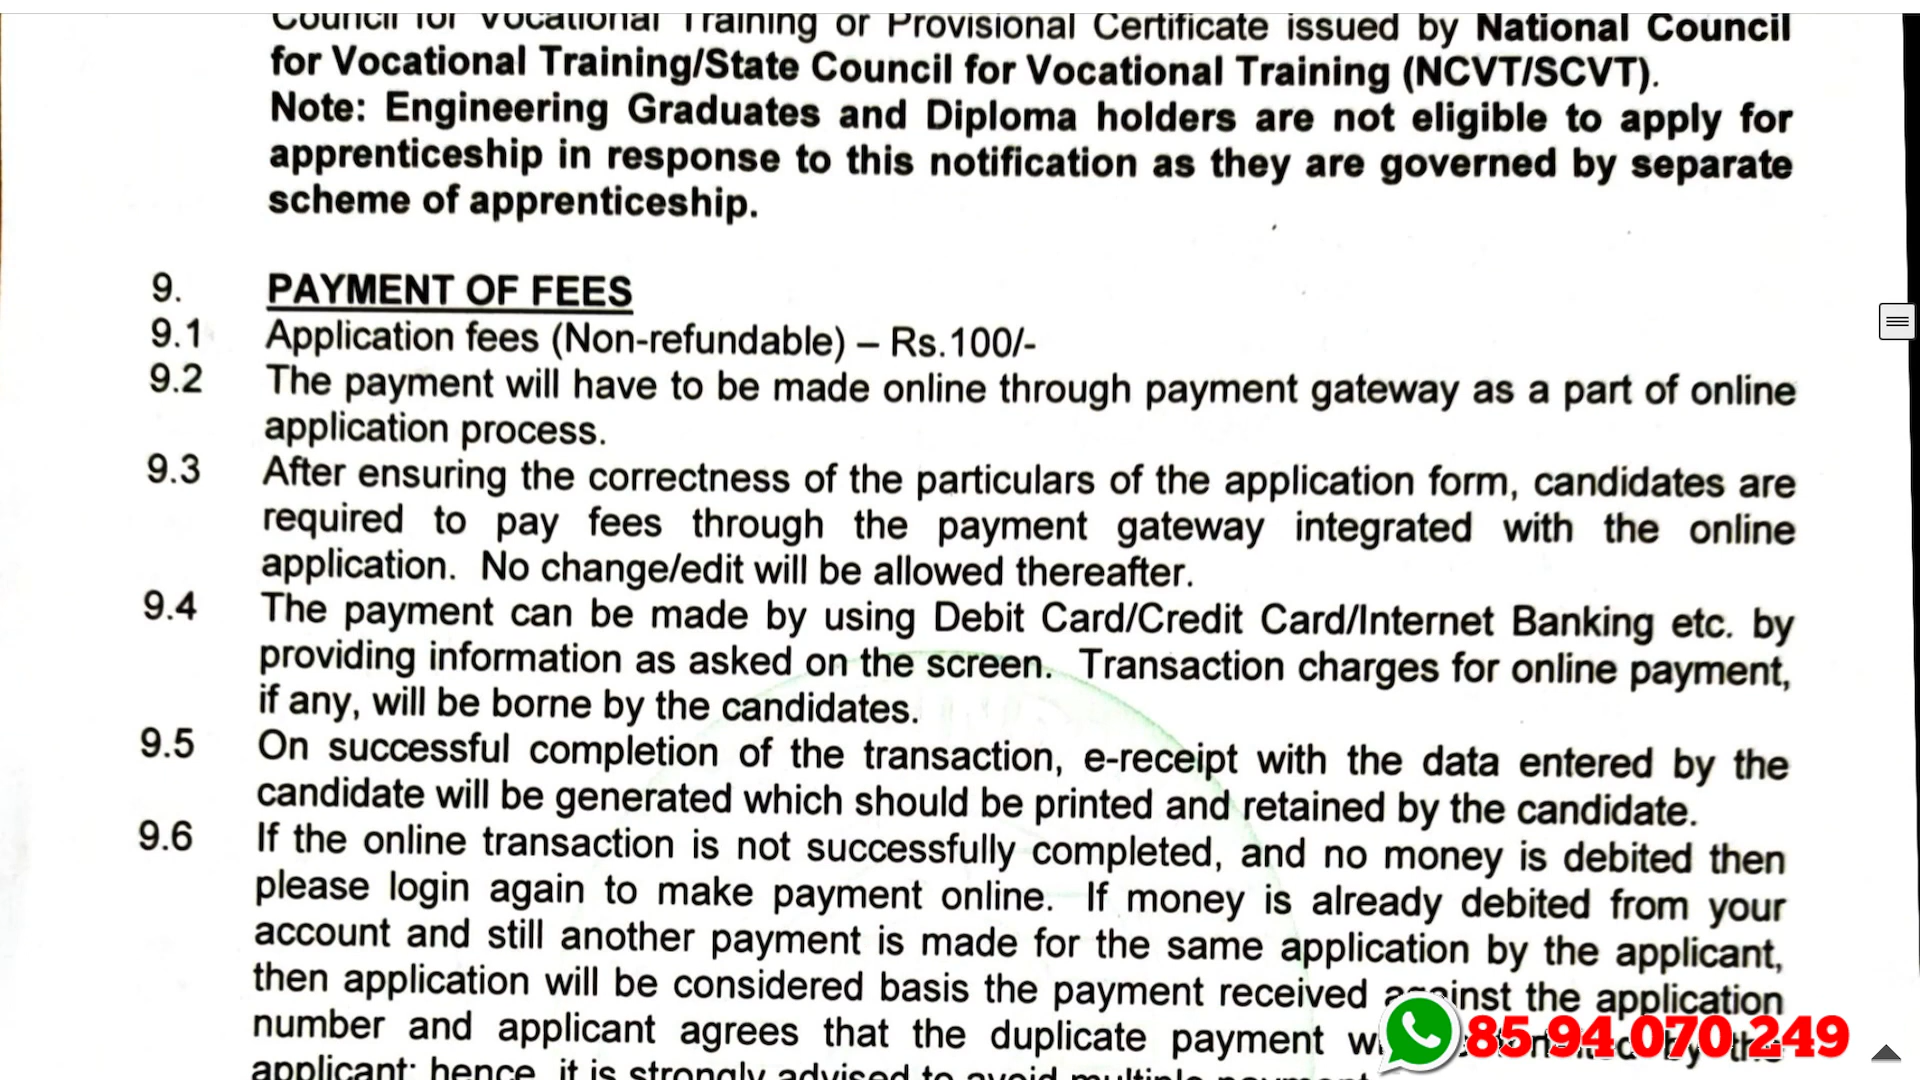 Council for Vocational Training or Provisional Certificate issued by National Council
for Vocational Training/State Council for Vocational Training (NCVT/SCVT).
Note: Engineering Graduates and Diploma holders are not eligible to apply for
apprenticeship in response to this notification as they are governed by separate
scheme of apprenticeship.
9. PAYMENT OF FEES
9.1 Application fees (Non-refundable) – Rs.100/-
9.2 The payment will have to be made online through payment gateway as a part of online
application process.
9.3 After ensuring the correctness of the particulars of the application form, candidates are
required to pay fees through the payment gateway integrated with the online
application. No change/edit will be allowed thereafter.
9.4 The payment can be made by using Debit Card/Credit Card/Internet Banking etc. by
providing information as asked on the screen. Transaction charges for online payment,
if any, will be borne by the candidates.
9.5 On successful completion of the transaction, e-receipt with the data entered by the
candidate will be generated which should be printed and retained by the candidate.
9.6 If the online transaction is not successfully completed, and no money is debited then
please login again to make payment online. If money is already debited from your
account and still another payment is made for the same application by the applicant,
then application will be considered basis the payment received against the application
number and applicant agrees that the duplicate payment by the
applicant; hence, it is strongly advised to avoid multiple payment
85 94 070 249